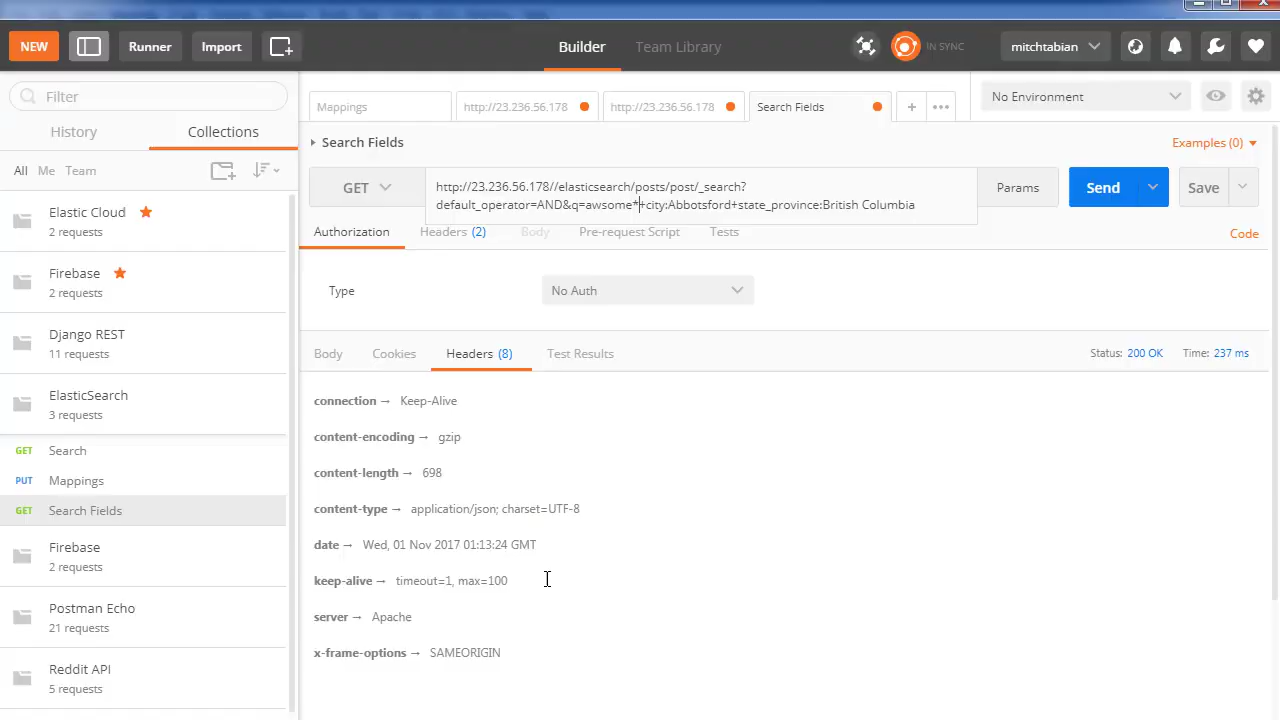 NEW Runner Import Builder Team Library IN SYNC mitchtabian
Filter
History Collections
All Me Team
Elastic Cloud
2 requests
Firebase
2 requests
Django REST
11 requests
ElasticSearch
3 requests
GET Search
PUT Mappings
GET Search Fields
Firebase
2 requests
Postman Echo
21 requests
Reddit API
5 requests
Mappings http://23.236.56.178 http://23.236.56.178 Search Fields + ••• No Environment
Search Fields Examples (0)
GET http://23.236.56.178//elasticsearch/posts/post/_search? Params Send Save
default_operator=AND&q=awsome*+city:Abbotsford+state_province:British Columbia
Authorization Headers (2) Body Pre-request Script Tests Code
Type No Auth
Body Cookies Headers (8) Test Results Status: 200 OK Time: 237 ms
connection → Keep-Alive
content-encoding → gzip
content-length → 698
content-type → application/json; charset=UTF-8
date → Wed, 01 Nov 2017 01:13:24 GMT
keep-alive → timeout=1, max=100
server → Apache
x-frame-options → SAMEORIGIN